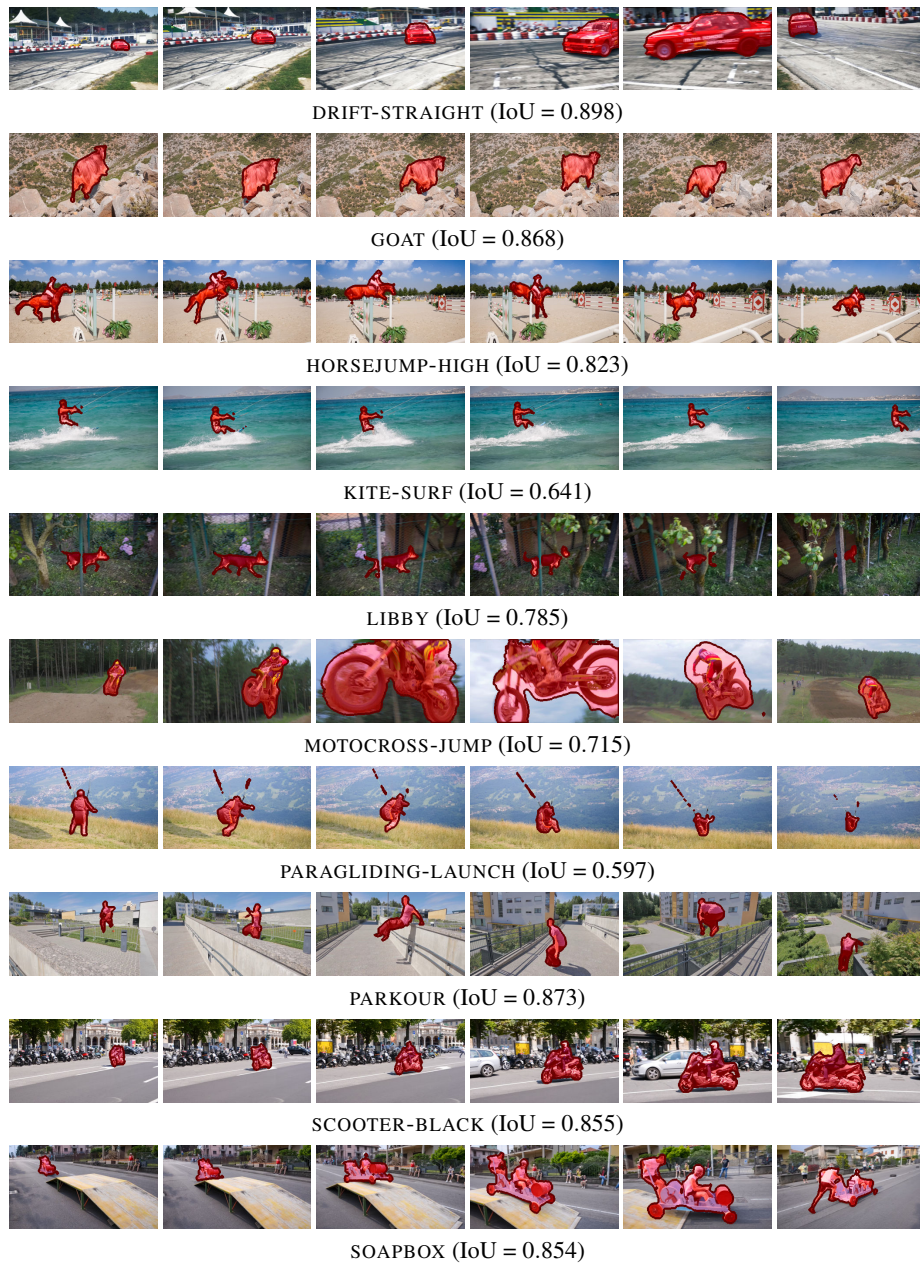 DRIFT-STRAIGHT (IoU = 0.898)
GOAT (IoU = 0.868)
HORSEJUMP-HIGH (IoU = 0.823)
KITE-SURF (IoU = 0.641)
LIBBY (IoU = 0.785)
MOTOCROSS-JUMP (IoU = 0.715)
PARAGLIDING-LAUNCH (IoU = 0.597)
PARKOUR (IoU = 0.873)
SCOOTER-BLACK (IoU = 0.855)
SOAPBOX (IoU = 0.854)